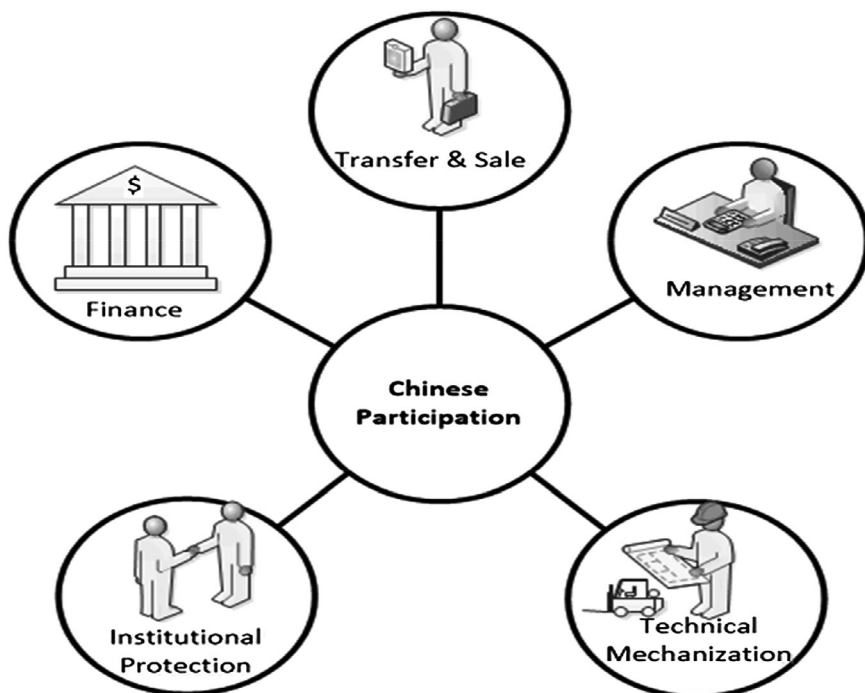 Transfer & Sale
$
Finance
Management
Chinese
Participation
Institutional
Protection
Technical
Mechanization